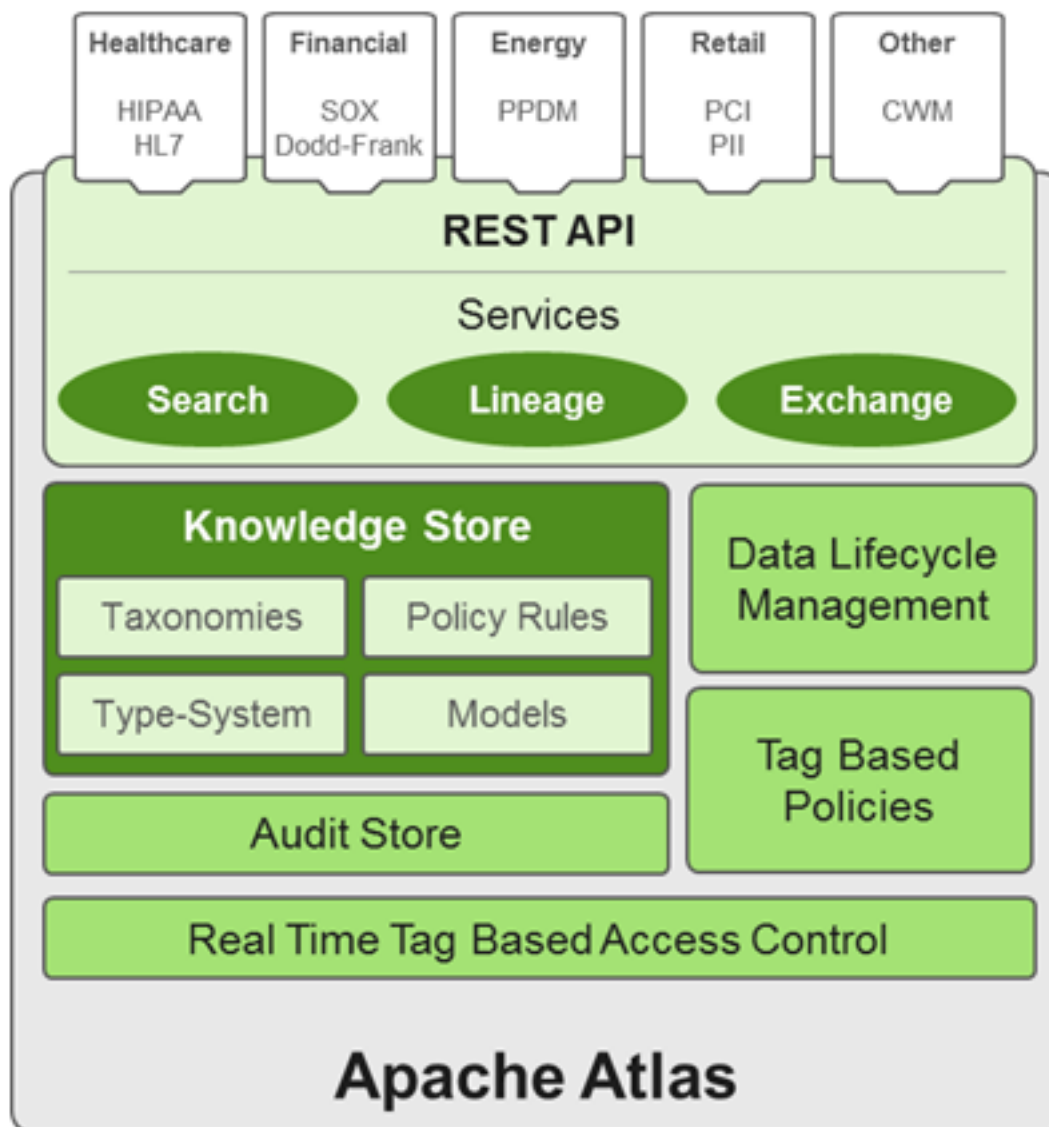 Healthcare
HIPAA
HL7
Financial
SOX
Dodd-Frank
Energy
PPDM
Retail
PCI
PII
Other
CWM
REST API
Services
Search
Lineage
Exchange
Knowledge Store
Taxonomies
Policy Rules
Type-System
Models
Data Lifecycle
Management
Tag Based
Policies
Audit Store
Real Time Tag Based Access Control
Apache Atlas